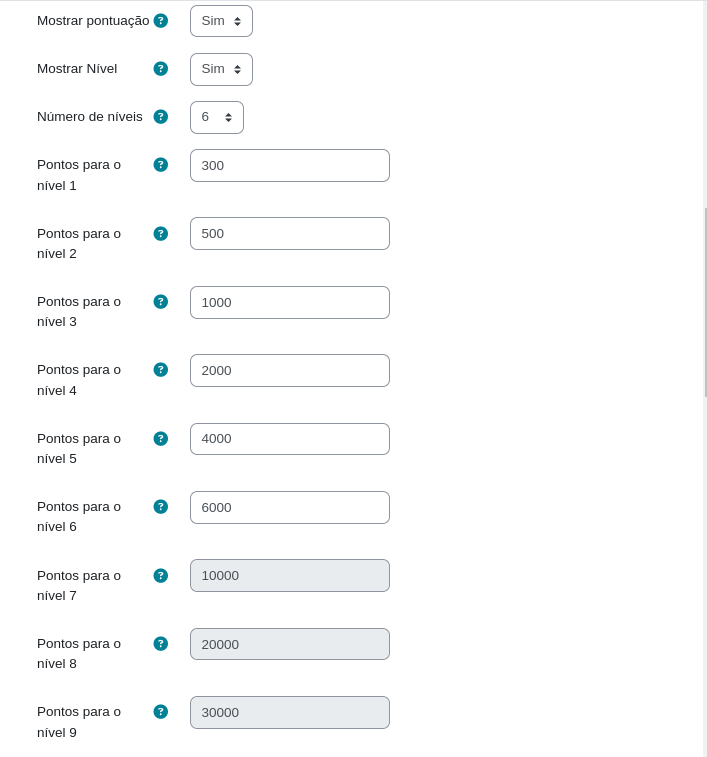 Mostrar pontuação ? Sim
Mostrar Nível ? Sim
Número de níveis ? 6
Pontos para o ? 300
nível 1
Pontos para o ? 500
nível 2
Pontos para o ? 1000
nível 3
Pontos para o ? 2000
nível 4
Pontos para o ? 4000
nível 5
Pontos para o ? 6000
nível 6
Pontos para o ? 10000
nível 7
Pontos para o ? 20000
nível 8
Pontos para o ? 30000
nível 9